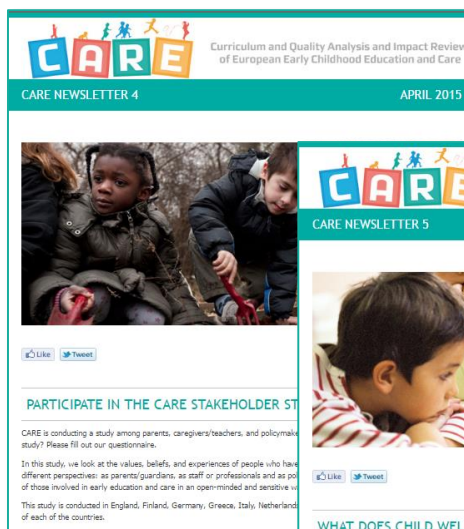 CARE
Curriculum and Quality Analysis and Impact Review
of European Early Childhood Education and Care
CARE NEWSLETTER 4 APRIL 2015
Like Tweet
PARTICIPATE IN THE CARE STAKEHOLDER ST
CARE is conducting a study among parents, caregivers/teachers, and policymake
study? Please fill out our questionnaire.
In this study, we look at the values, beliefs, and experiences of people who have
different perspectives: as parents/guardians, as staff or professionals and as po
of those involved in early education and care in an open-minded and sensitive w
This study is conducted in England, Finland, Germany, Greece, Italy, Netherland
of each of the countries.
CARE
CARE NEWSLETTER 5
Like Tweet
WHAT DOES CHILD WEL